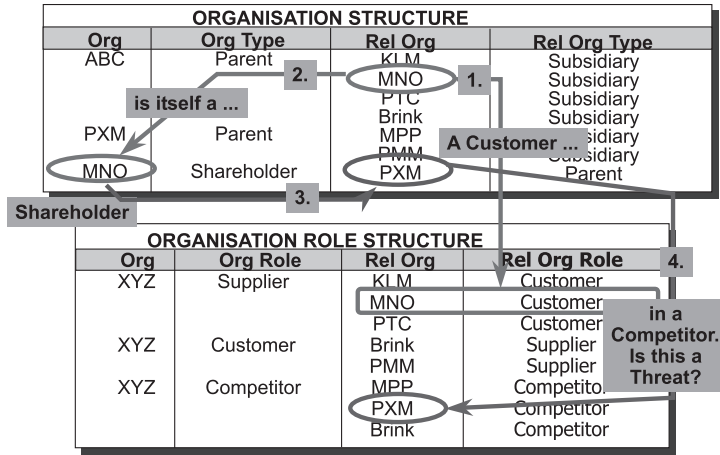 ORGANISATION STRUCTURE
Org Org Type Rel Org Rel Org Type
ABC Parent KLM Subsidiary
2. MNO 1. Subsidiary
is itself a ... PTC Subsidiary
Brink Subsidiary
PXM Parent MPP Subsidiary
A Customer ...
PMM Subsidiary
MNO Shareholder PXM Parent
3.
Shareholder
ORGANISATION ROLE STRUCTURE
Org Org Role Rel Org Rel Org Role 4.
XYZ Supplier KLM Customer
MNO Customer
PTC Customer
XYZ Customer Brink Supplier
PMM Supplier
XYZ Competitor MPP Competitor
PXM Competitor
Brink Competitor
in a
Competitor.
Is this a
Threat?